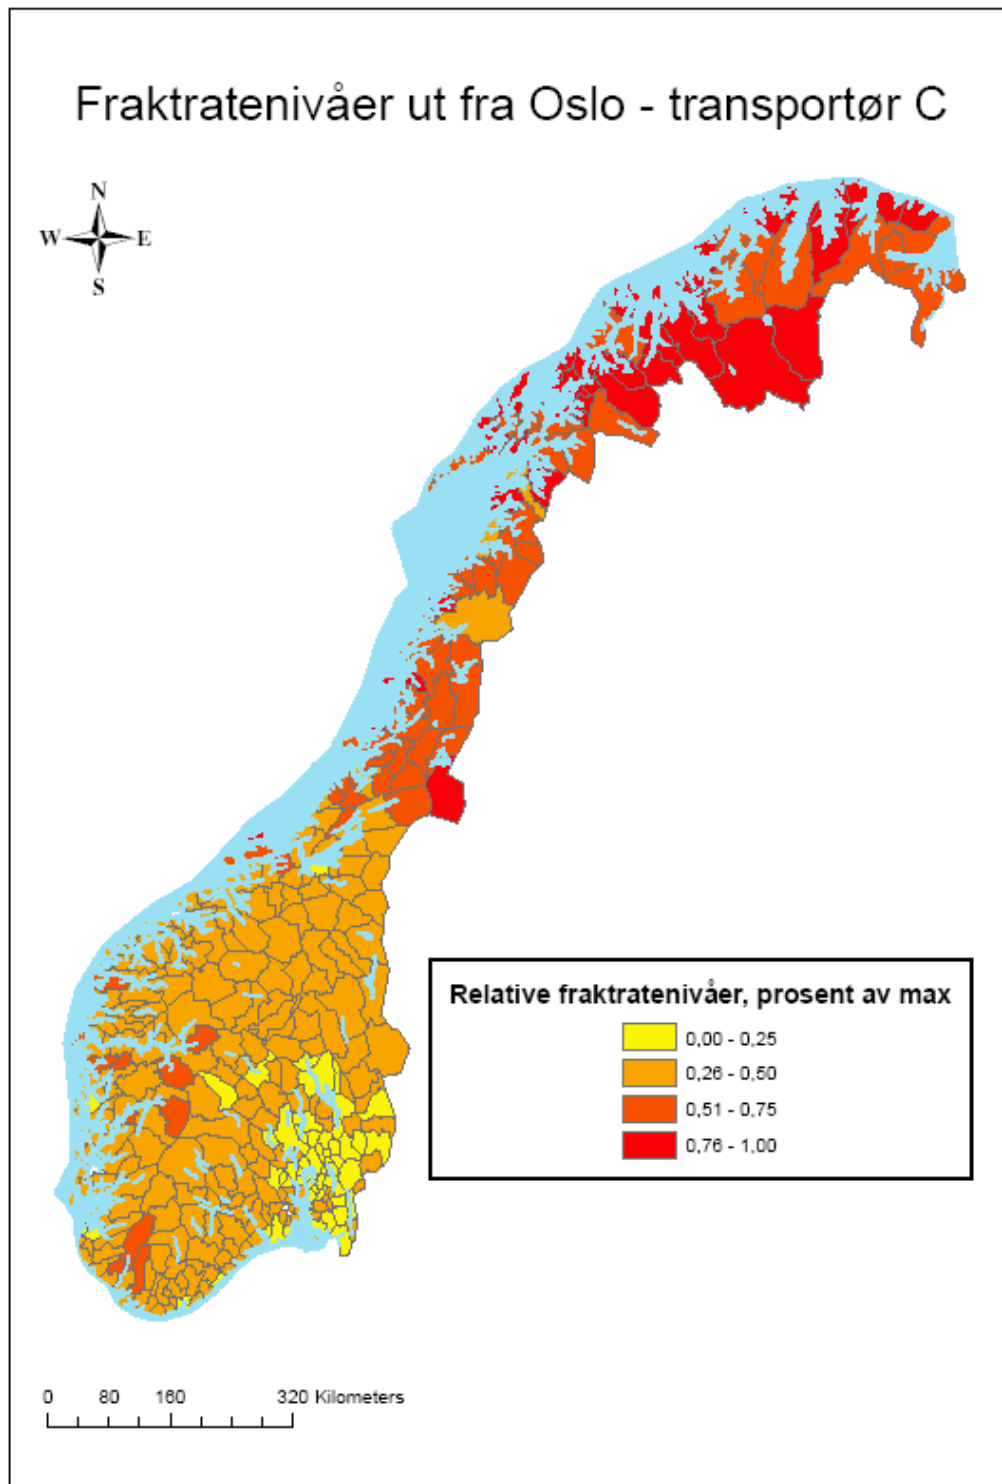 Fraktratenivåer ut fra Oslo - transportør C
N
W E
S
Relative fraktratenivåer, prosent av max
0,00 - 0,25
0,26 - 0,50
0,51 - 0,75
0,76 - 1,00
0 80 160 320 Kilometers